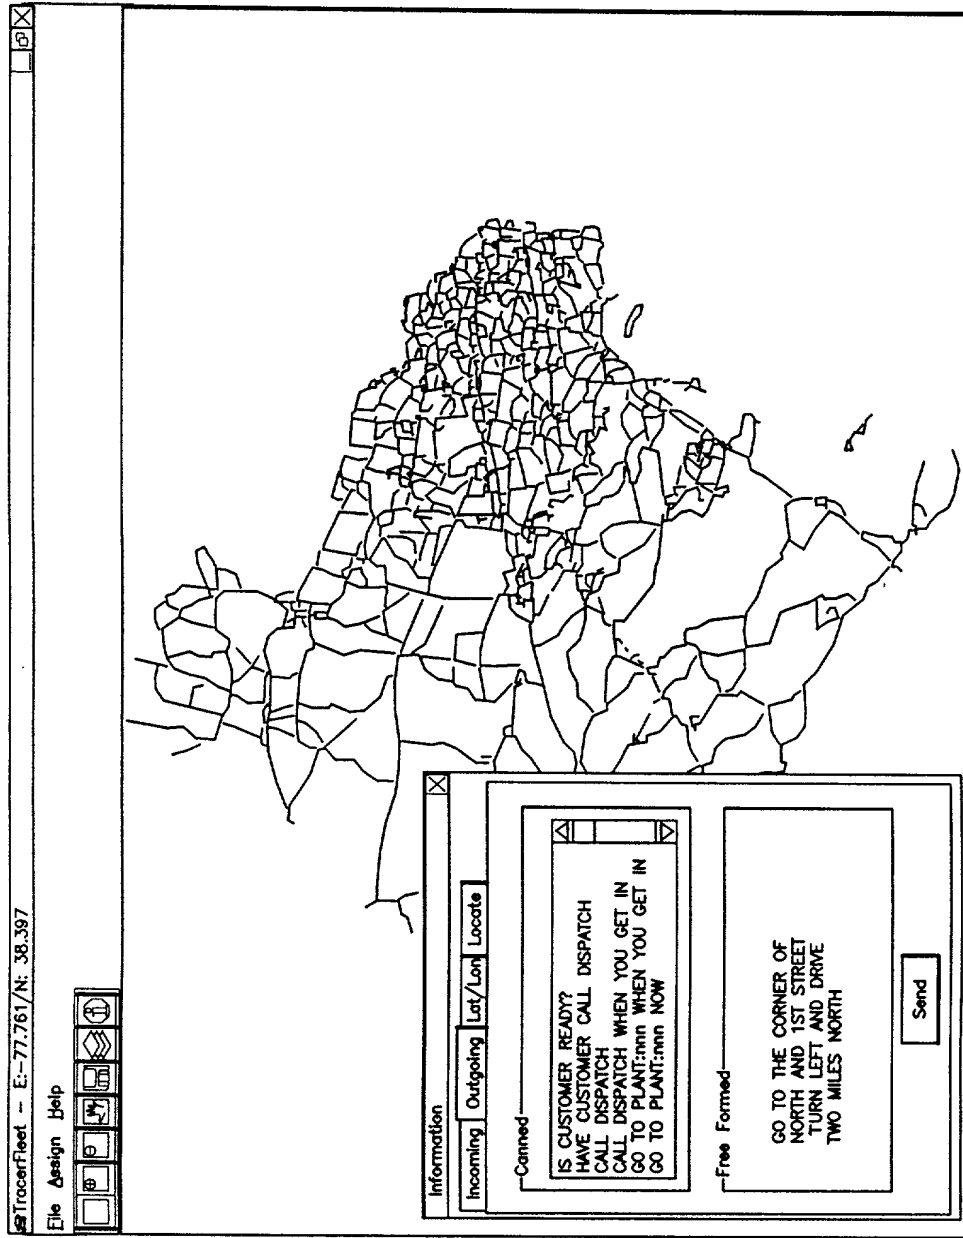 TracerFleet - E:-77.761/N: 38.397
File Assign Help
Information
Incoming Outgoing Lat/Lon Locate
Canned
IS CUSTOMER READY?
HAVE CUSTOMER CALL DISPATCH
CALL DISPATCH
CALL DISPATCH WHEN YOU GET IN
GO TO PLANT:nnn WHEN YOU GET IN
GO TO PLANT:nnn NOW
Free Formed
GO TO THE CORNER OF
NORTH AND 1ST STREET
TURN LEFT AND DRIVE
TWO MILES NORTH
Send